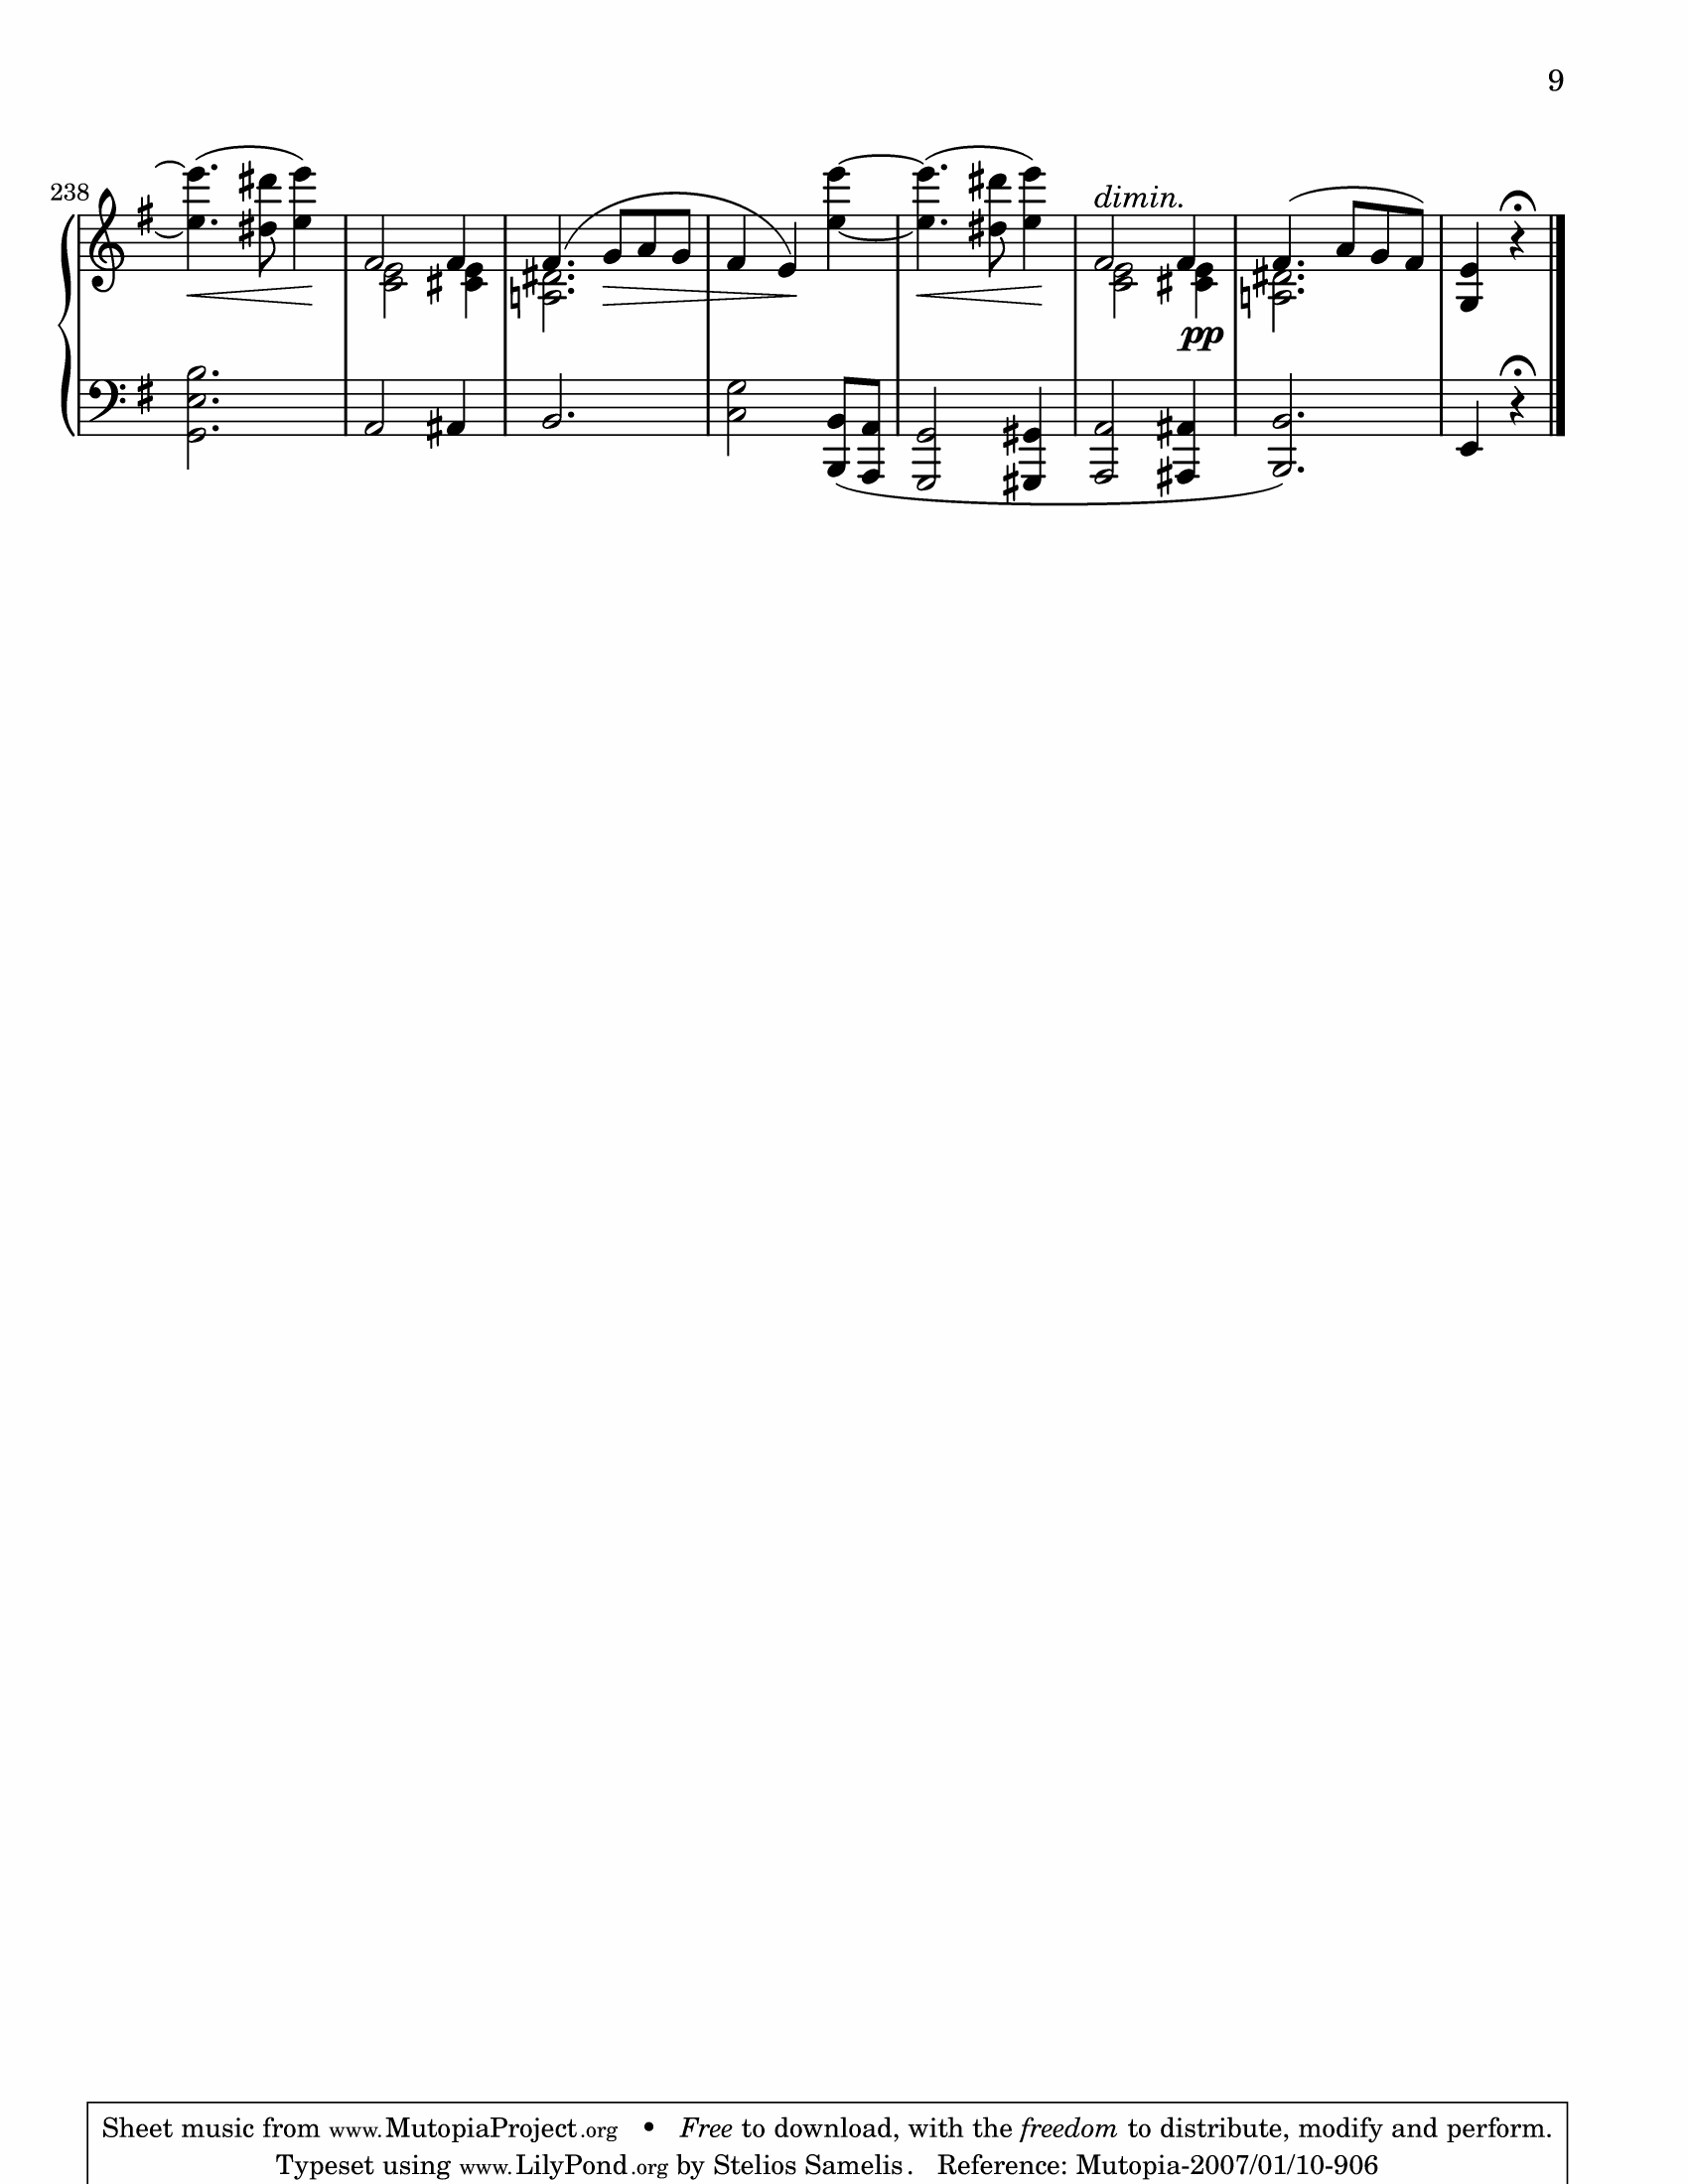 9
238
dimin.
pp
Sheet music from www.MutopiaProject.org • Free to download, with the freedom to distribute, modify and perform.
Typeset using www.LilyPond.org by Stelios Samelis. Reference: Mutopia-2007/01/10-906